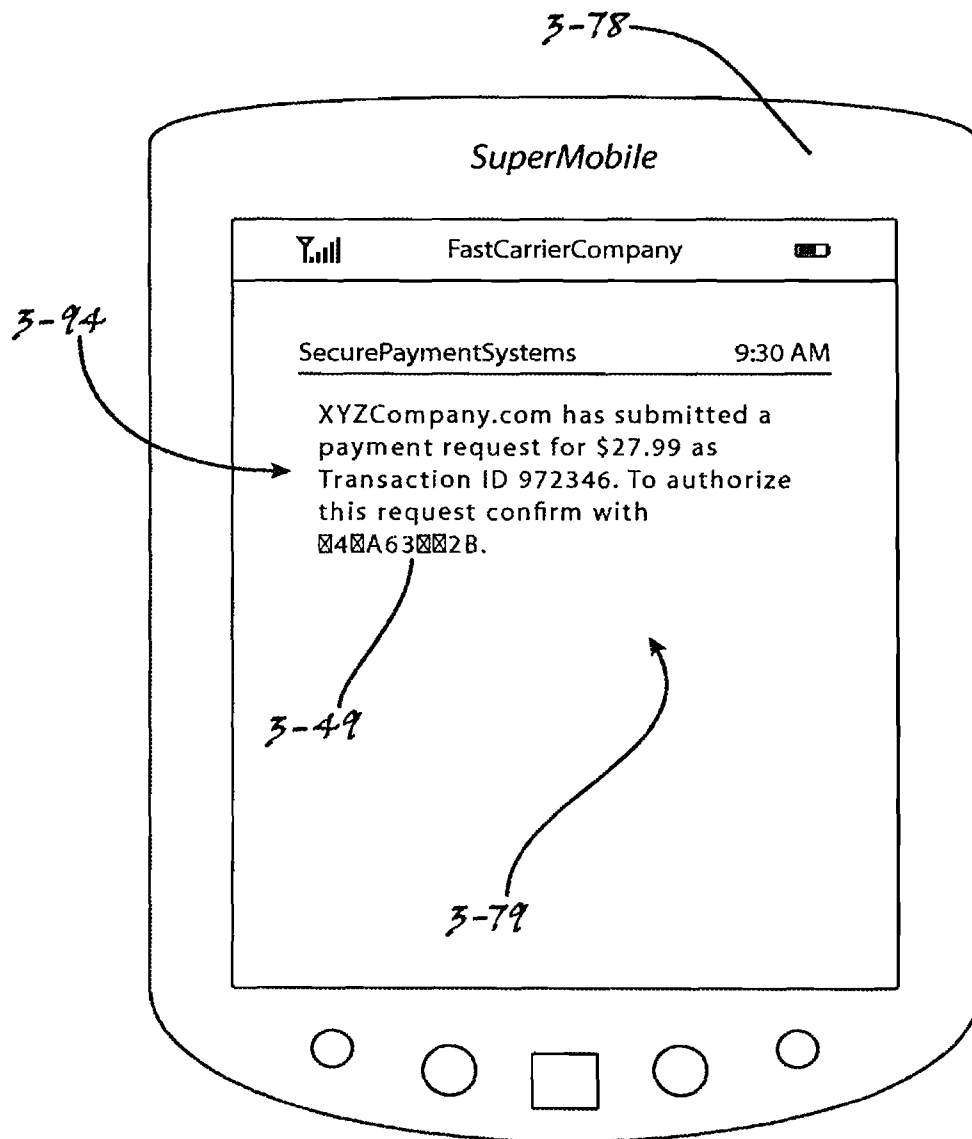 3-78
SuperMobile
FastCarrierCompany
3-94
SecurePaymentSystems 9:30 AM
XYZCompany.com has submitted a
payment request for $27.99 as
Transaction ID 972346. To authorize
this request confirm with
☒4☒A63☒☒2B.
3-49
3-79